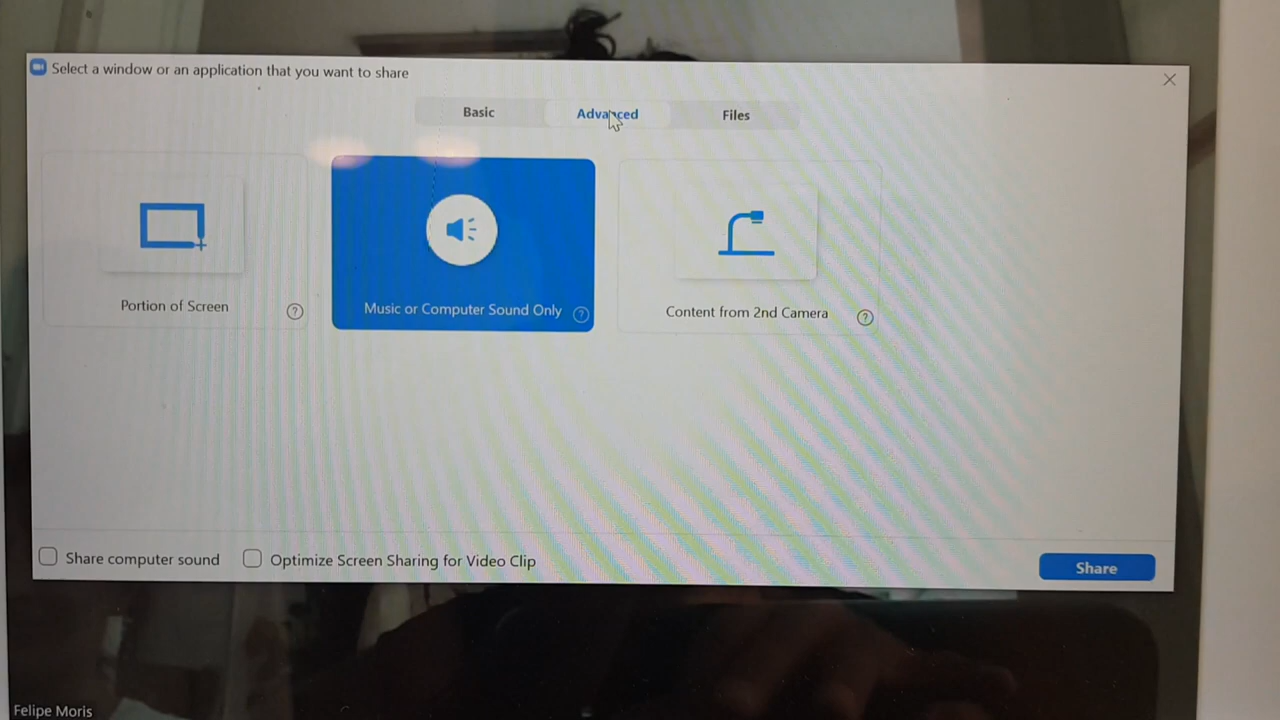 Select a window or an application that you want to share
Basic
Advanced
Files
Portion of Screen
?
Music or Computer Sound Only
?
Content from 2nd Camera
?
Share computer sound
Optimize Screen Sharing for Video Clip
Share
Felipe Moris